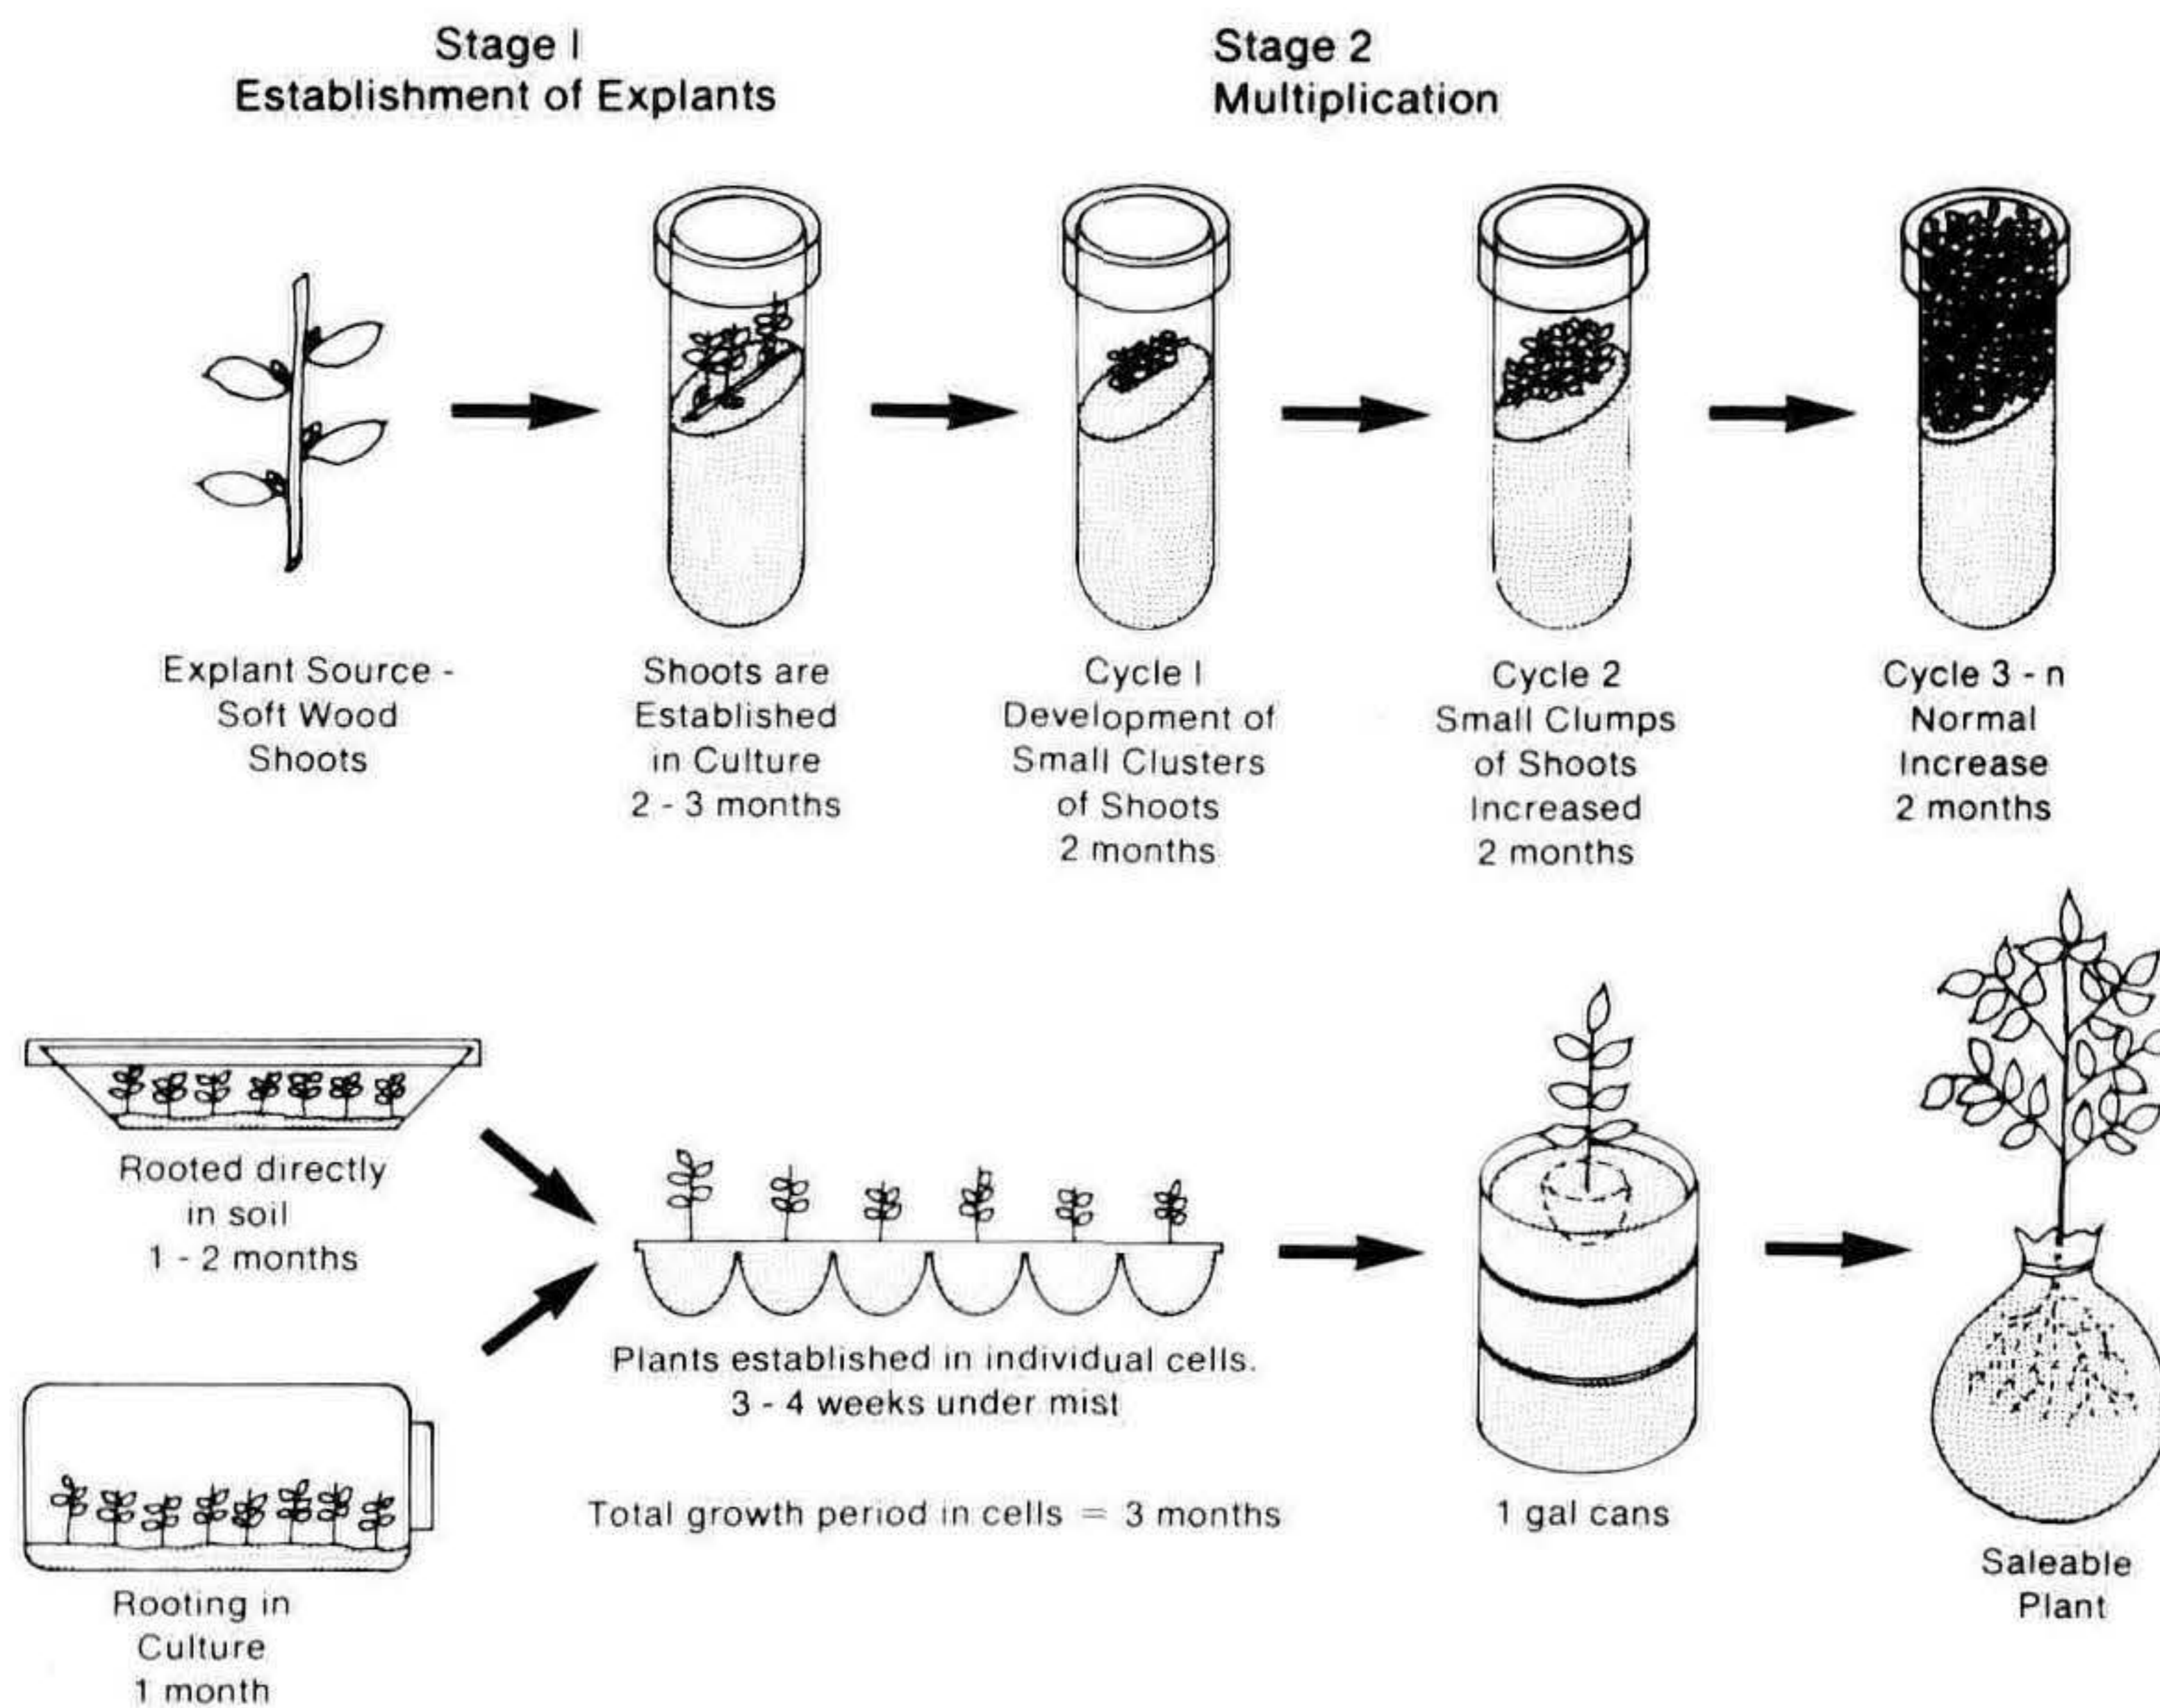 Stage I
Establishment of Explants
Stage 2
Multiplication
Explant Source -
Soft Wood
Shoots
Shoots are
Established
in Culture
2 - 3 months
Cycle I
Development of
Small Clusters
of Shoots
2 months
Cycle 2
Small Clumps
of Shoots
Increased
2 months
Cycle 3 - n
Normal
Increase
2 months
Rooted directly
in soil
1 - 2 months
Rooting in
Culture
1 month
Plants established in individual cells.
3 - 4 weeks under mist
Total growth period in cells = 3 months
1 gal cans
Saleable
Plant